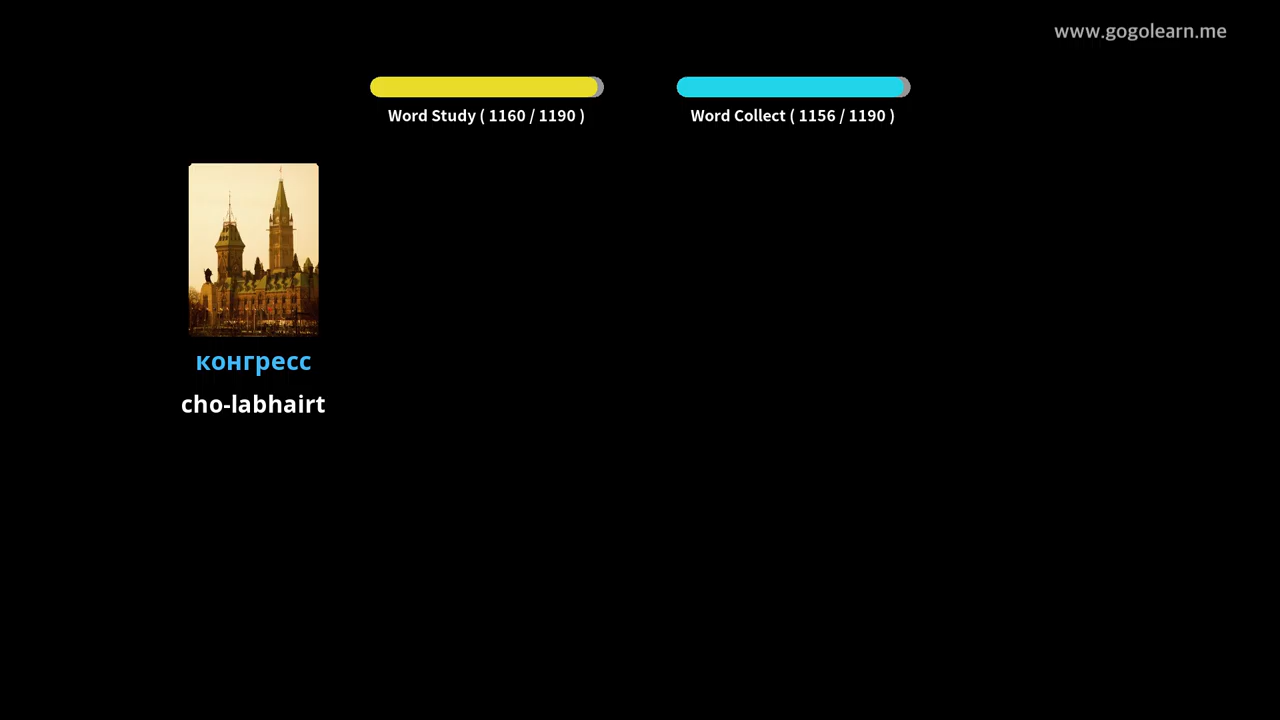 www.gogolearn.me
Word Study ( 1160 / 1190 )
Word Collect ( 1156 / 1190 )
конгресс
cho-labhairt